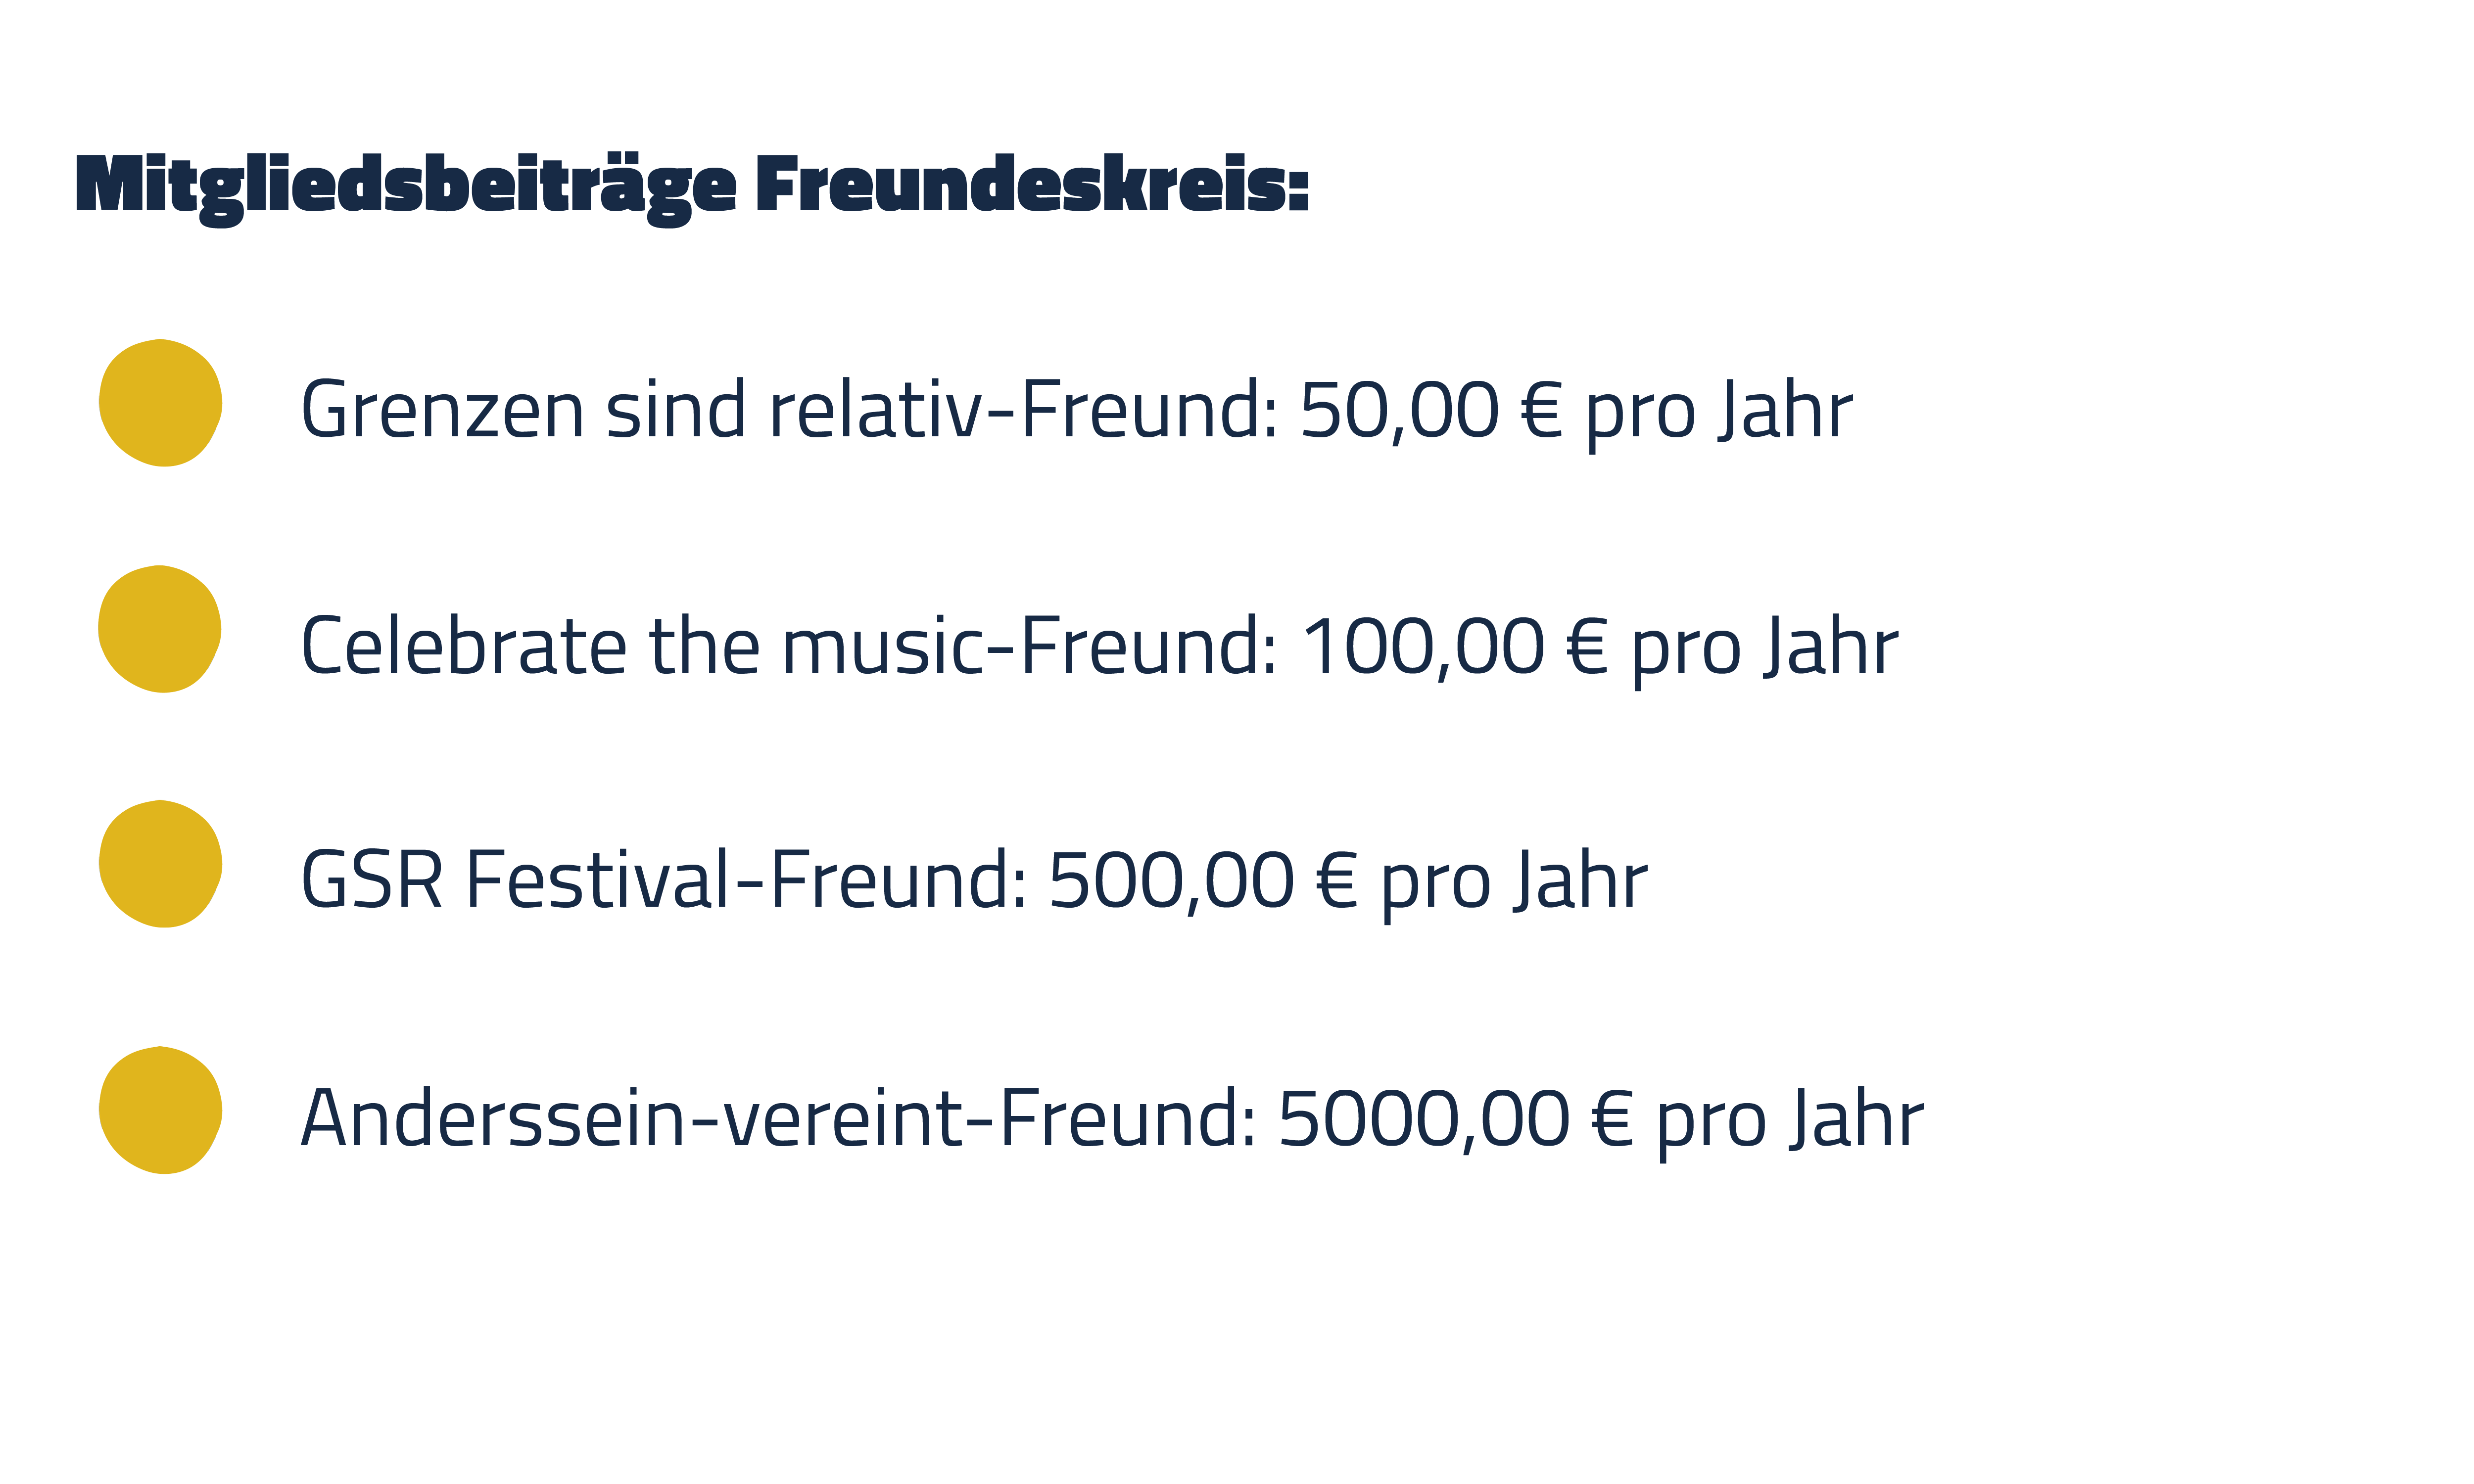 Mitgliedsbeiträge Freundeskreis:
Grenzen sind relativ-Freund: 50,00 € pro Jahr
Celebrate the music-Freund: 100,00 € pro Jahr
GSR Festival-Freund: 500,00 € pro Jahr
Anderssein-vereint-Freund: 5000,00 € pro Jahr